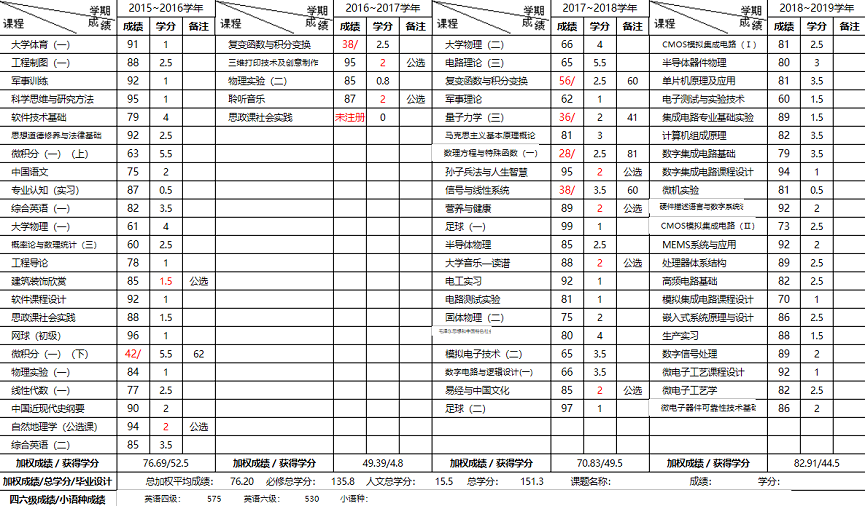 学期 2015~2016学年 学期 2016~2017学年 学期 2017~2018学年 学期 2018~2019学年
课程 成绩 成绩 学分 备注 课程 成绩 成绩 学分 备注 课程 成绩 成绩 学分 备注 课程 成绩 成绩 学分 备注
大学体育（一） 91 1 复变函数与积分变换 38/ 2.5 大学物理（二） 66 4 CMOS模拟集成电路（Ⅰ） 81 2.5
工程制图（一） 88 2.5 三维打印技术及创意制作 95 2 公选 电路理论（三） 65 5.5 半导体器件物理 80 3
军事训练 92 1 物理实验（二） 85 0.8 复变函数与积分变换 56/ 2.5 60 单片机原理及应用 81 3.5
科学思维与研究方法 95 1 聆听音乐 87 2 公选 军事理论 62 1 电子测试与实验技术 60 1.5
软件技术基础 79 4 思政课社会实践 未注册 0 量子力学（三） 36/ 2 41 集成电路专业基础实验 89 1.5
思想道德修养与法律基础 92 2.5 马克思主义基本原理概论 81 3 计算机组成原理 82 3.5
微积分（一）（上） 63 5.5 数理方程与特殊函数（一） 28/ 2.5 81 数字集成电路基础 79 3.5
中国语文 75 2 孙子兵法与人生智慧 95 2 公选 数字集成电路课程设计 94 1
专业认知（实习） 87 0.5 信号与线性系统 38/ 3.5 60 微机实验 81 0.5
综合英语（一） 82 3.5 营养与健康 89 2 公选 硬件描述语言与数字系统设 92 2
大学物理（一） 61 4 足球（一） 99 1 CMOS模拟集成电路（Ⅱ） 73 2.5
概率论与数理统计（三） 60 2.5 半导体物理 85 2.5 MEMS系统与应用 92 2
工程导论 78 1 大学音乐—读谱 88 2 公选 处理器体系结构 89 2.5
建筑装饰欣赏 85 1.5 公选 电工实习 92 1 高频电路基础 82 2.5
软件课程设计 92 1 电路测试实验 81 1 模拟集成电路课程设计 70 1
思政课社会实践 88 1.5 固体物理（二） 75 2 嵌入式系统原理与设计 86 2.5
网球（初级） 96 1 毛泽东思想和中国特色社会 80 4 生产实习 88 1.5
微积分（一）（下） 42/ 5.5 62 模拟电子技术（二） 65 3.5 数字信号处理 89 2
物理实验（一） 84 1 数字电路与逻辑设计(一) 66 3.5 微电子工艺课程设计 92 1
线性代数（一） 77 2.5 易经与中国文化 85 2 公选 微电子工艺学 82 2.5
中国近现代史纲要 90 2 足球（二） 97 1 微电子器件可靠性技术基础 86 2
自然地理学（公选课） 94 2 公选
综合英语（二） 85 3.5
加权成绩 / 获得学分 76.69/52.5 加权成绩 / 获得学分 49.39/4.8 加权成绩 / 获得学分 70.83/49.5 加权成绩 / 获得学分 82.91/44.5
加权成绩/总学分/毕业设计 总加权平均成绩： 76.20 必修总学分： 135.8 人文总学分： 15.5 总学分： 151.3 课题名称： 成绩： 学分：
四六级成绩/小语种成绩 英语四级： 575 英语六级： 530 小语种：